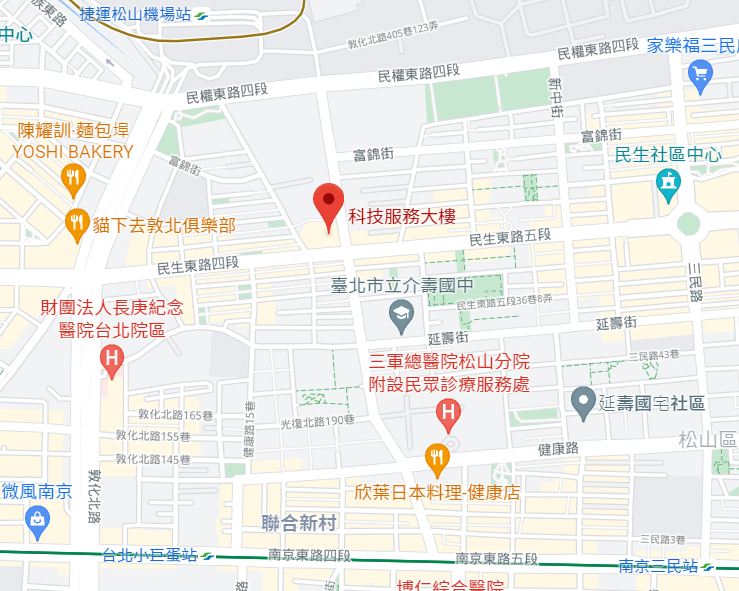 族東路
捷運松山機場站
中心
敦化北路405巷123弄
民權東路四段
民權東路四段
民權東路五段
家樂福三民店
新中街
陳耀訓·麵包埠
YOSHI BAKERY
富錦街
富錦街
富錦街
民生社區中心
科技服務大樓
貓下去敦北俱樂部
民生東路五段
民生東路四段
三民路
臺北市立介壽國中
民生東路五段36巷8弄
財團法人長庚紀念
醫院台北院區
延壽街
延壽街
三民路43巷
三軍總醫院松山分院
附設民眾診療服務處
延壽國宅社區
敦化北路165巷
敦化北路155巷
敦化北路145巷
健康路15巷
光復北路190巷
健康路
松山區
敦化北路
微風南京
欣葉日本料理-健康店
聯合新村
三民路3巷
台北小巨蛋站
南京東路四段
南京東路五段
南京三民站
博仁綜合醫院
路
街